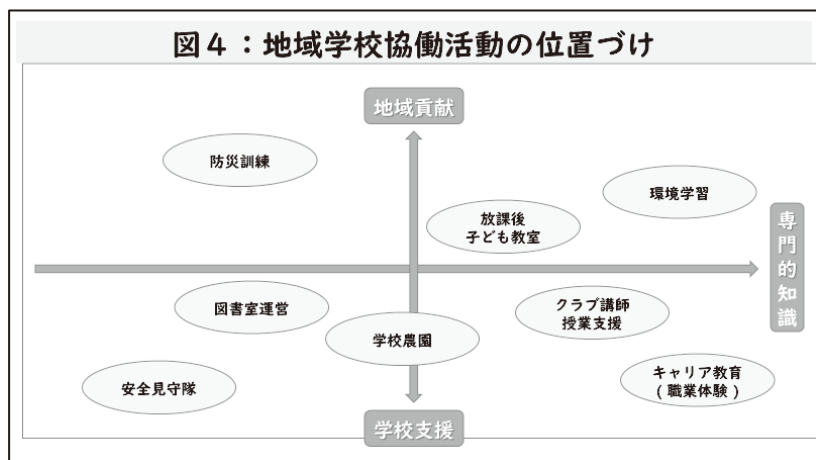 図4:地域学校協働活動の位置づけ
地域貢献
防災訓練
環境学習
放課後
子ども教室
専門的知識
図書室運営
クラブ講師
授業支援
学校農園
安全見守隊
キャリア教育
(職業体験)
学校支援